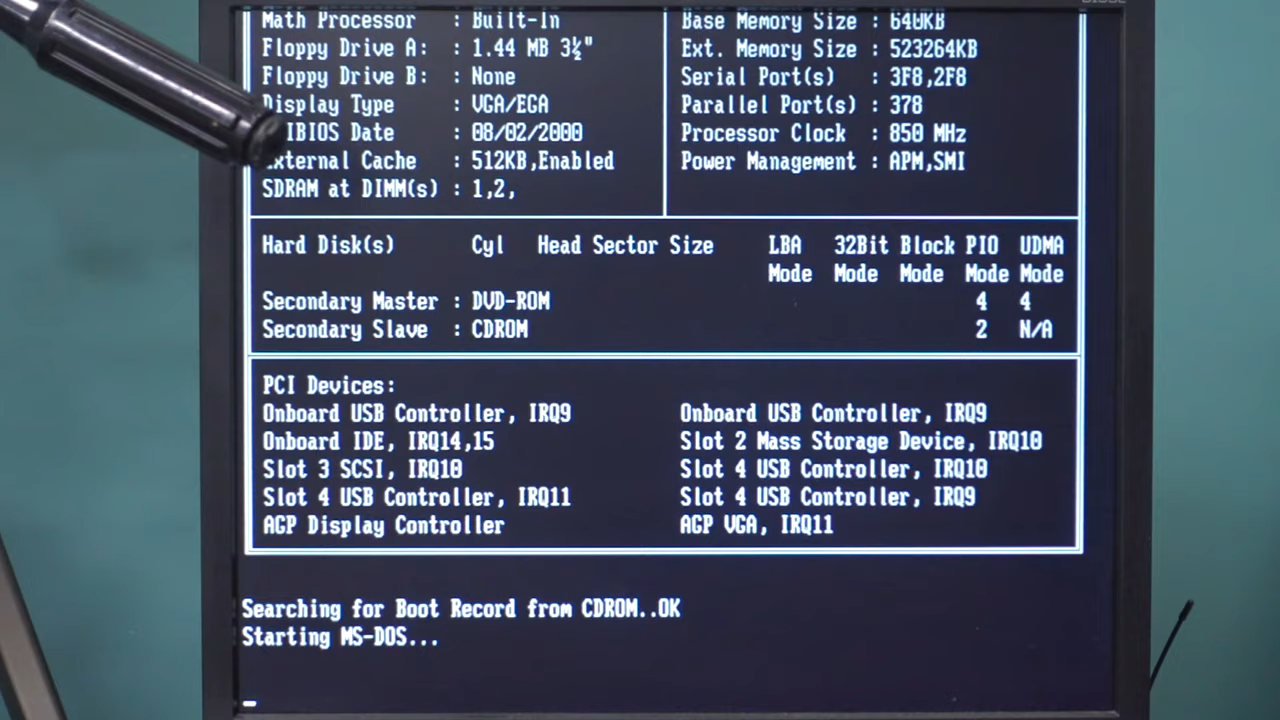 Math Processor : Built-In
Base Memory Size : 640KB
Floppy Drive A: : 1.44 MB 3½"
Ext. Memory Size : 523264KB
Floppy Drive B: : None
Serial Port(s) : 3F8,2F8
Display Type : VGA/EGA
Parallel Port(s) : 378
IBIOS Date : 08/02/2000
Processor Clock : 850 MHz
External Cache : 512KB,Enabled
Power Management : APM,SMI
SDRAM at DIMM(s) : 1,2,
Hard Disk(s) Cyl Head Sector Size LBA 32Bit Block PIO UDMA
Mode Mode Mode Mode Mode
Secondary Master : DVD-ROM 4 4
Secondary Slave : CDROM 2 N/A
PCI Devices:
Onboard USB Controller, IRQ9
Onboard USB Controller, IRQ9
Onboard IDE, IRQ14,15
Slot 2 Mass Storage Device, IRQ10
Slot 3 SCSI, IRQ10
Slot 4 USB Controller, IRQ10
Slot 4 USB Controller, IRQ11
Slot 4 USB Controller, IRQ9
AGP Display Controller
AGP VGA, IRQ11
Searching for Boot Record from CDROM..OK
Starting MS-DOS...